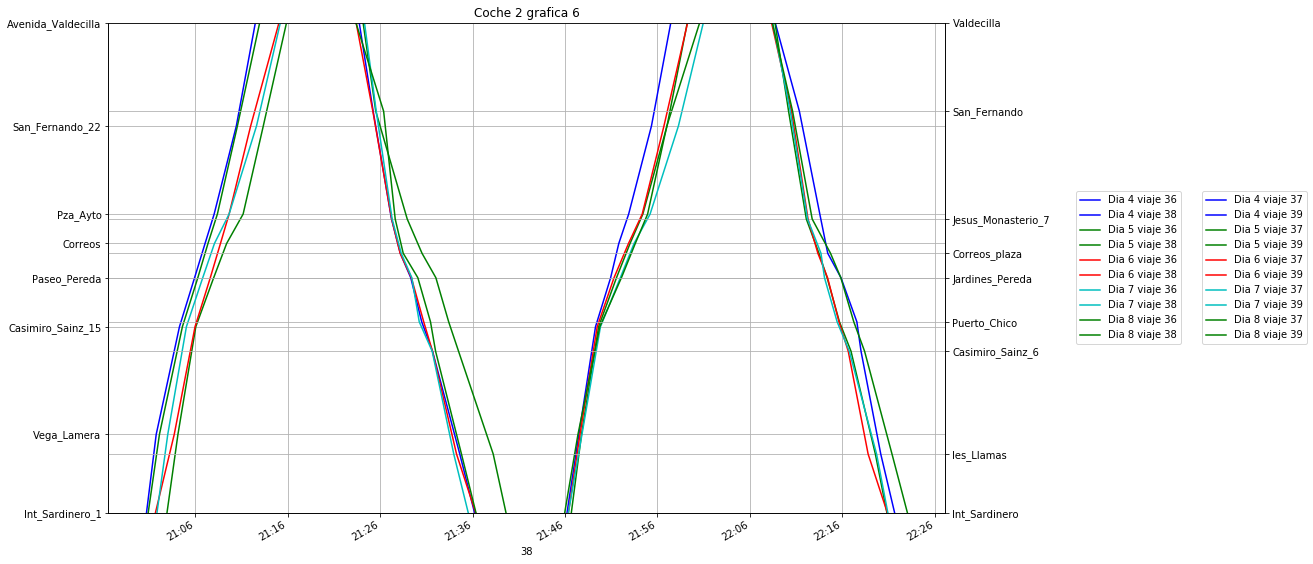 Coche 2 grafica 6
Avenida_Valdecilla
San_Fernando_22
Pza_Ayto
Correos
Paseo_Pereda
Casimiro_Sainz_15
Vega_Lamera
Int_Sardinero_1
Valdecilla
San_Fernando
Jesus_Monasterio_7
Correos_plaza
Jardines_Pereda
Puerto_Chico
Casimiro_Sainz_6
Ies_Llamas
Int_Sardinero
21:06
21:16
21:26
21:36
21:46
21:56
22:06
22:16
22:26
38
Dia 4 viaje 36
Dia 4 viaje 38
Dia 5 viaje 36
Dia 5 viaje 38
Dia 6 viaje 36
Dia 6 viaje 38
Dia 7 viaje 36
Dia 7 viaje 38
Dia 8 viaje 36
Dia 8 viaje 38
Dia 4 viaje 37
Dia 4 viaje 39
Dia 5 viaje 37
Dia 5 viaje 39
Dia 6 viaje 37
Dia 6 viaje 39
Dia 7 viaje 37
Dia 7 viaje 39
Dia 8 viaje 37
Dia 8 viaje 39